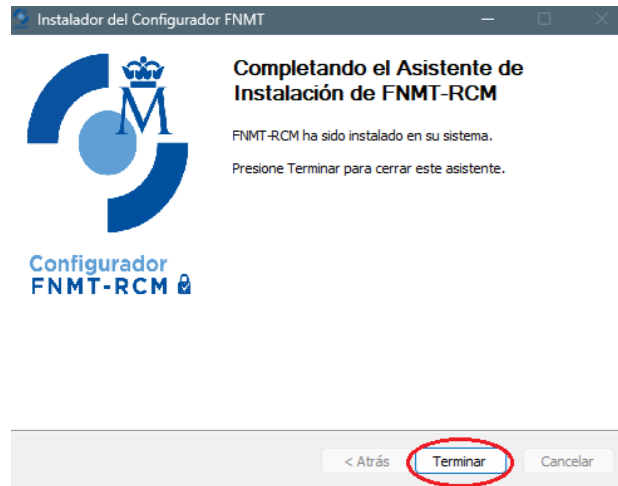 Instalador del Configurador FNMT
Completando el Asistente de
Instalación de FNMT-RCM
FNMT-RCM ha sido instalado en su sistema.
Presione Terminar para cerrar este asistente.
M
Configurador
FNMT-RCM
< Atrás
Terminar
Cancelar